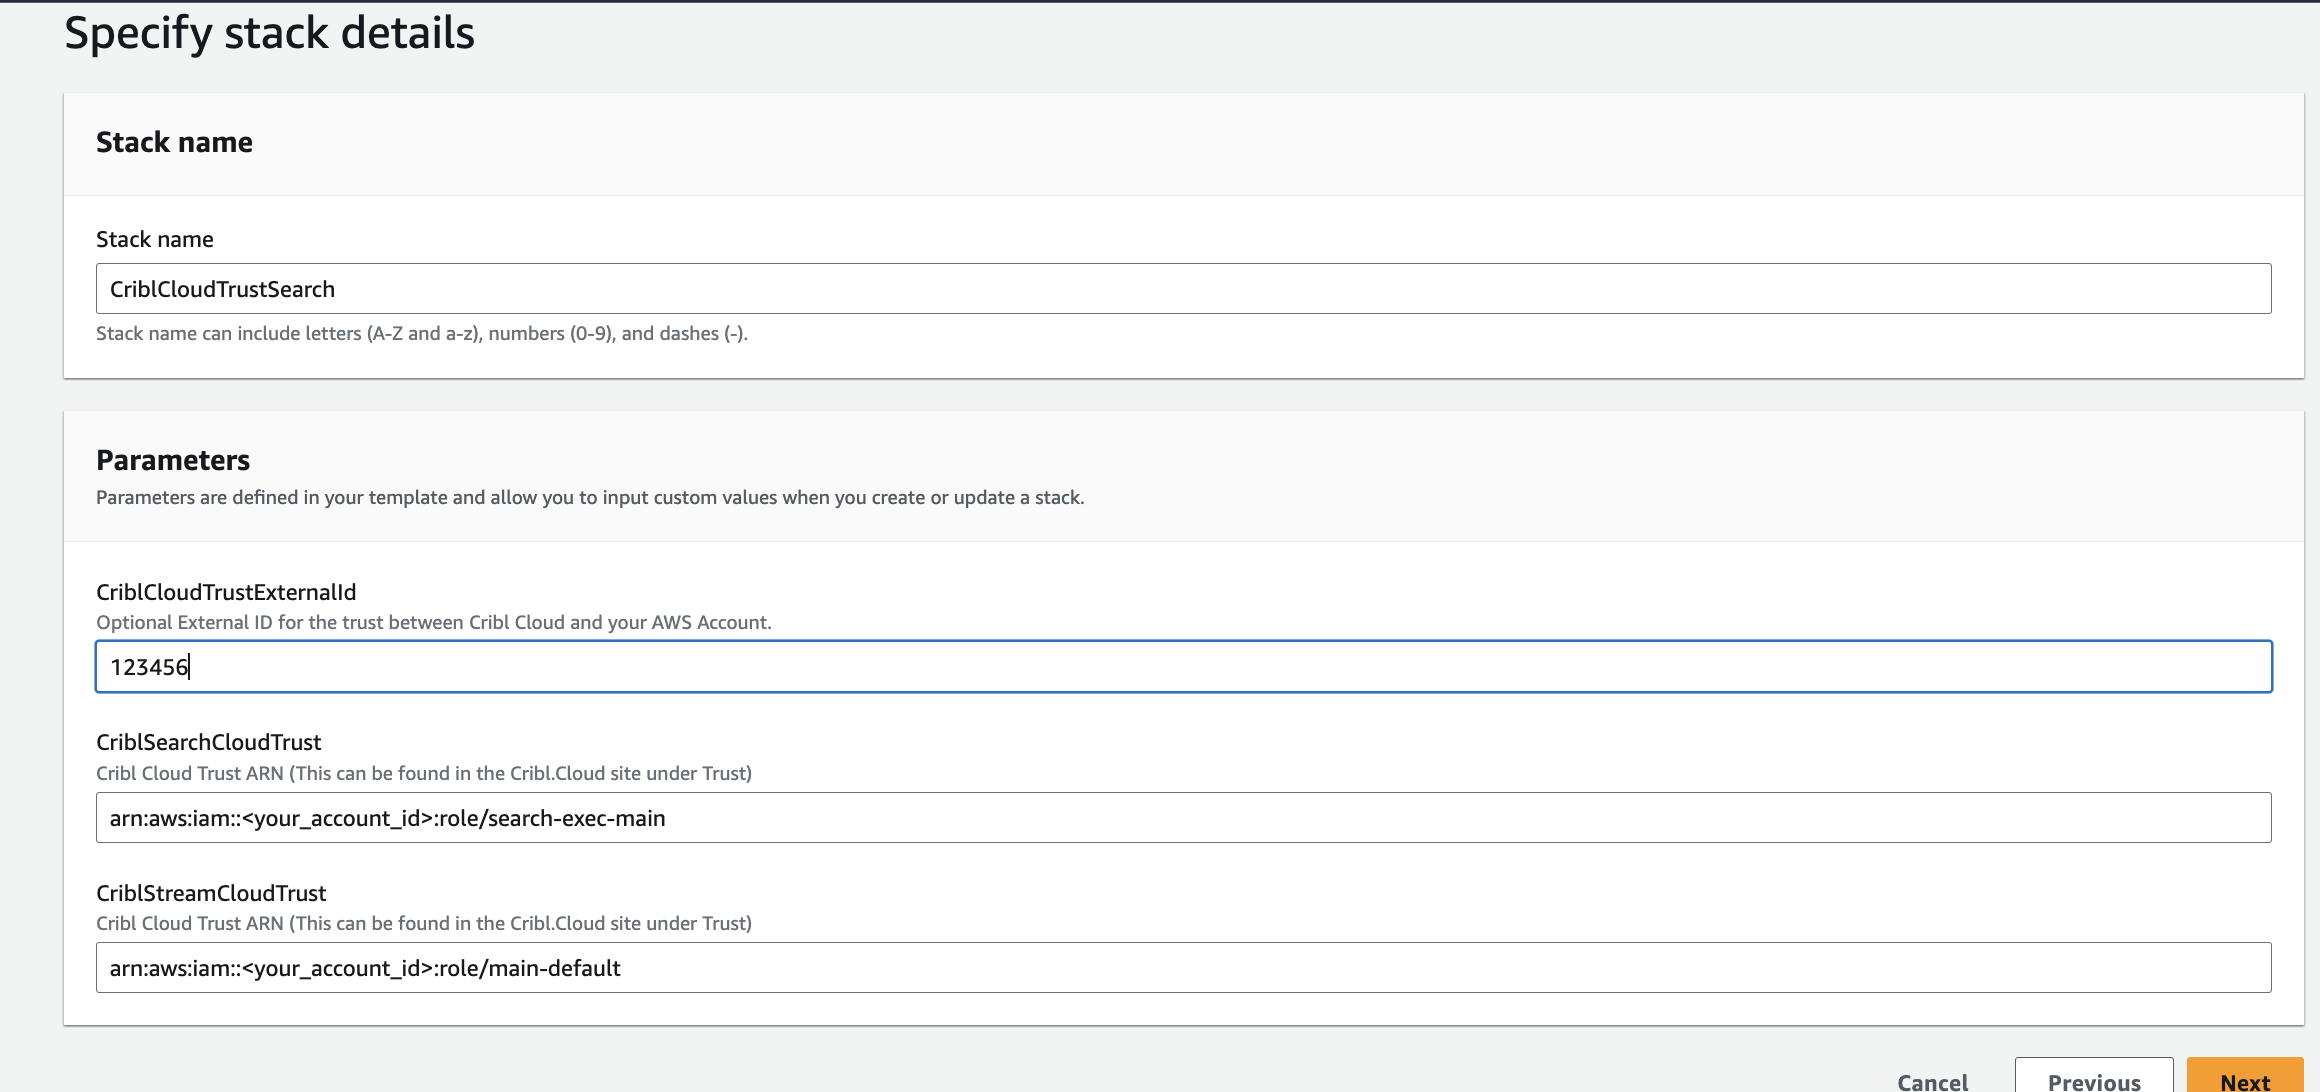 Specify stack details
Stack name
Stack name
CriblCloudTrustSearch
Stack name can include letters (A-Z and a-z), numbers (0-9), and dashes (-).
Parameters
Parameters are defined in your template and allow you to input custom values when you create or update a stack.
CriblCloudTrustExternalId
Optional External ID for the trust between Cribl Cloud and your AWS Account.
123456
CriblSearchCloudTrust
Cribl Cloud Trust ARN (This can be found in the Cribl.Cloud site under Trust)
arn:aws:iam::<your_account_id>:role/search-exec-main
CriblStreamCloudTrust
Cribl Cloud Trust ARN (This can be found in the Cribl.Cloud site under Trust)
arn:aws:iam::<your_account_id>:role/main-default
Cancel Previous Next